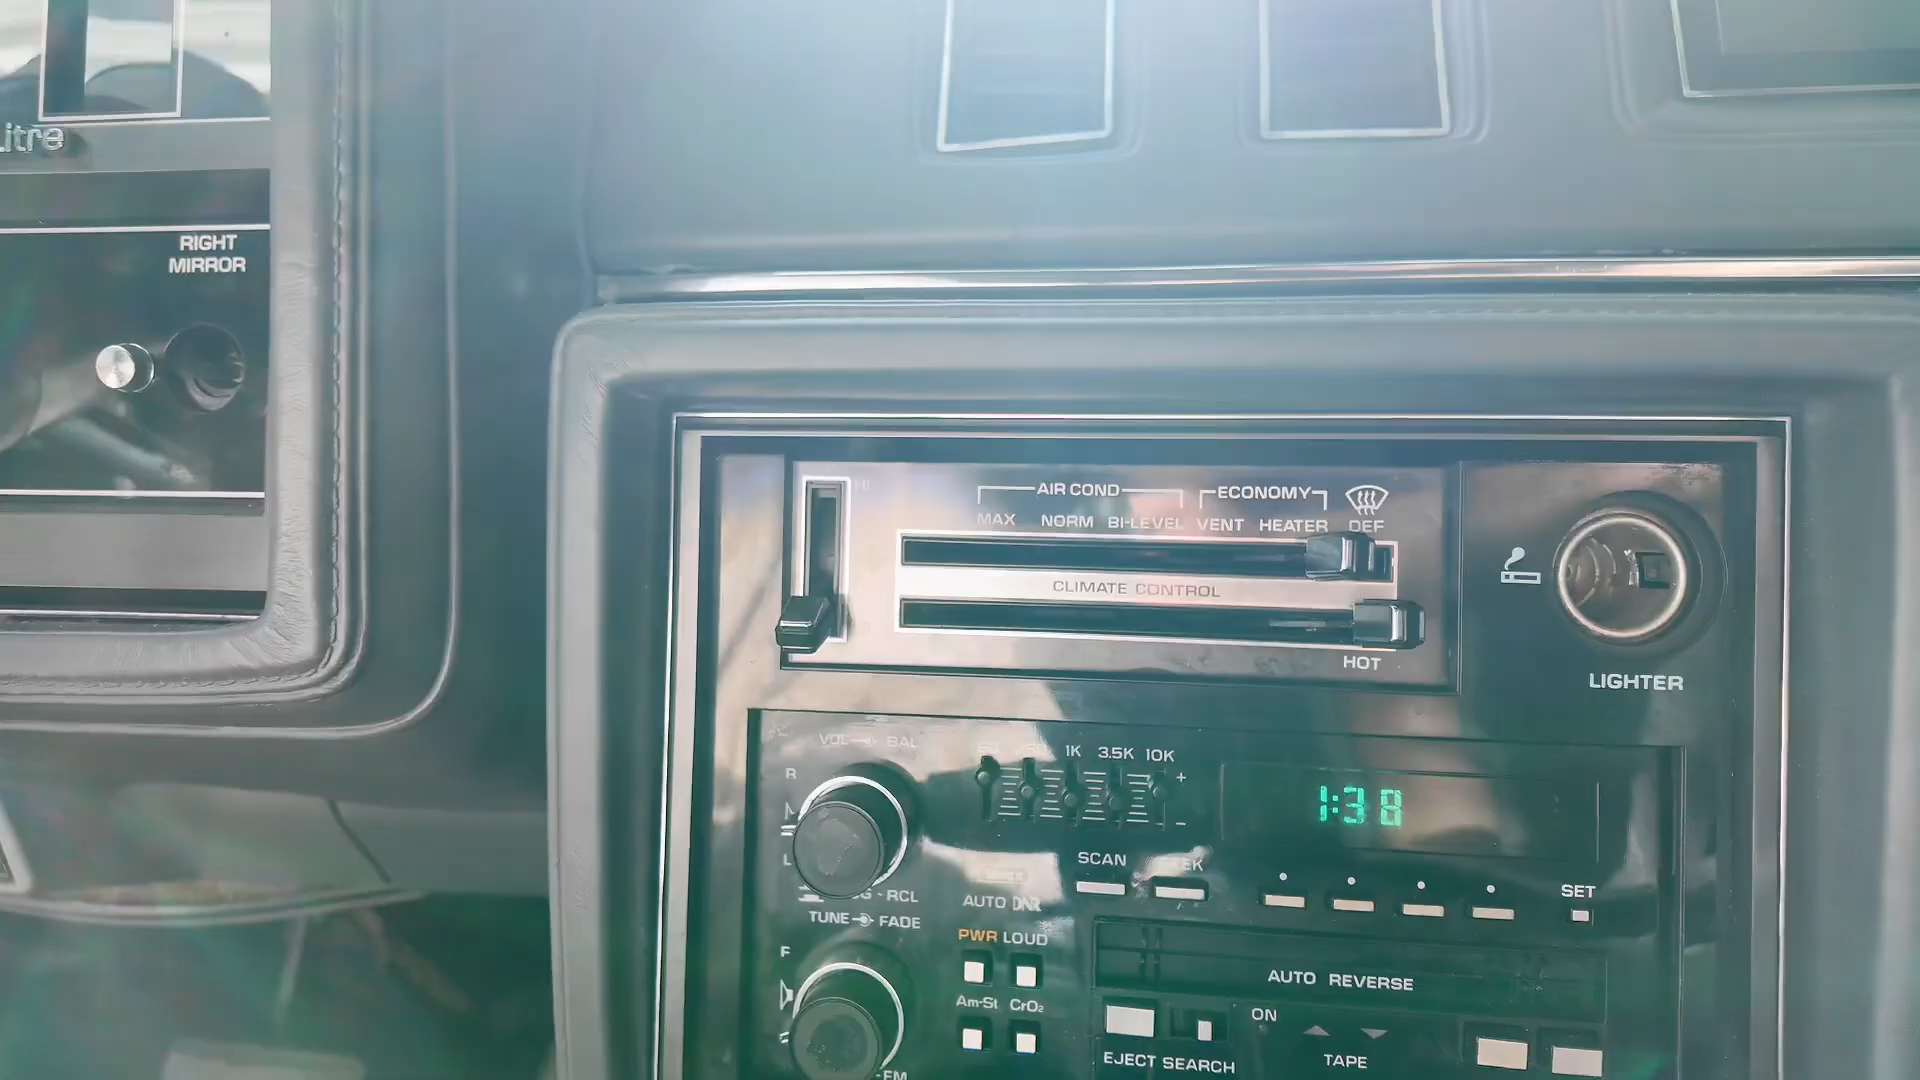 Litre
RIGHT
MIRROR
AIR COND
ECONOMY
MAX NORM BI-LEVEL VENT HEATER DEF
CLIMATE CONTROL
HOT
LIGHTER
VOL BAL
1K 3.5K 10K
R
+
1:38
L
-
SCAN
RCL
AUTO DNR
SET
TUNE FADE
PWR LOUD
F
AUTO REVERSE
Am-St CrO₂
ON
EJECT SEARCH
TAPE
-FM